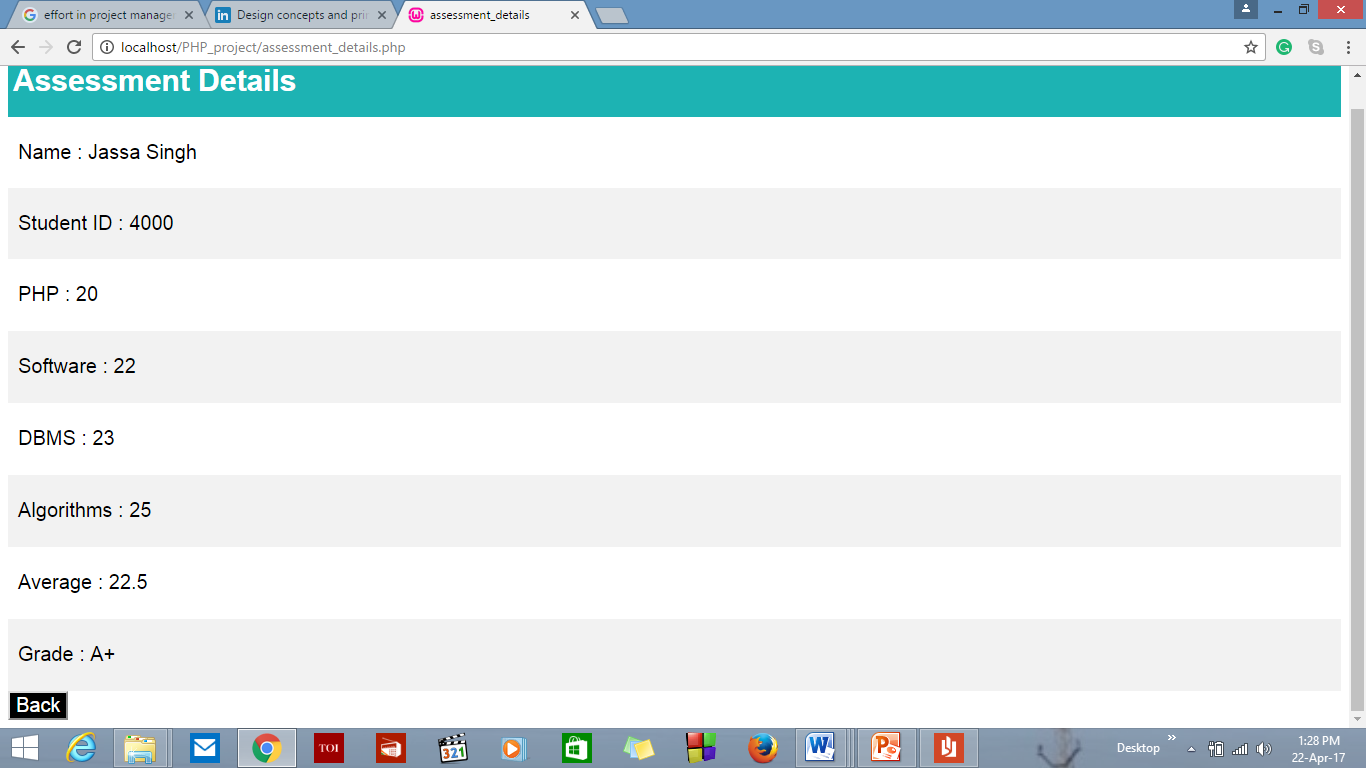 effort in project manage
Design concepts and prin
assessment_details
localhost/PHP_project/assessment_details.php
Assessment Details
Name : Jassa Singh
Student ID : 4000
PHP : 20
Software : 22
DBMS : 23
Algorithms : 25
Average : 22.5
Grade : A+
Back
TOI
321
Desktop
1:28 PM
22-Apr-17